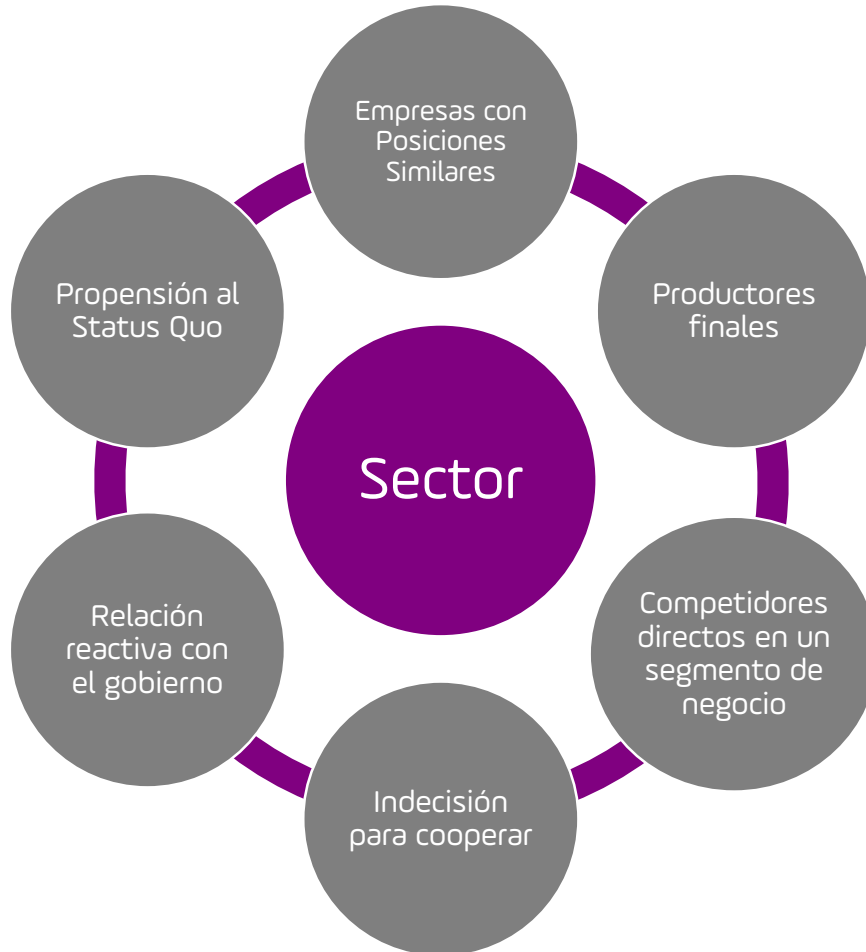 Empresas con
Posiciones
Similares
Productores
finales
Competidores
directos en un
segmento de
negocio
Indecisión
para cooperar
Relación
reactiva con
el gobierno
Propensión al
Status Quo
Sector